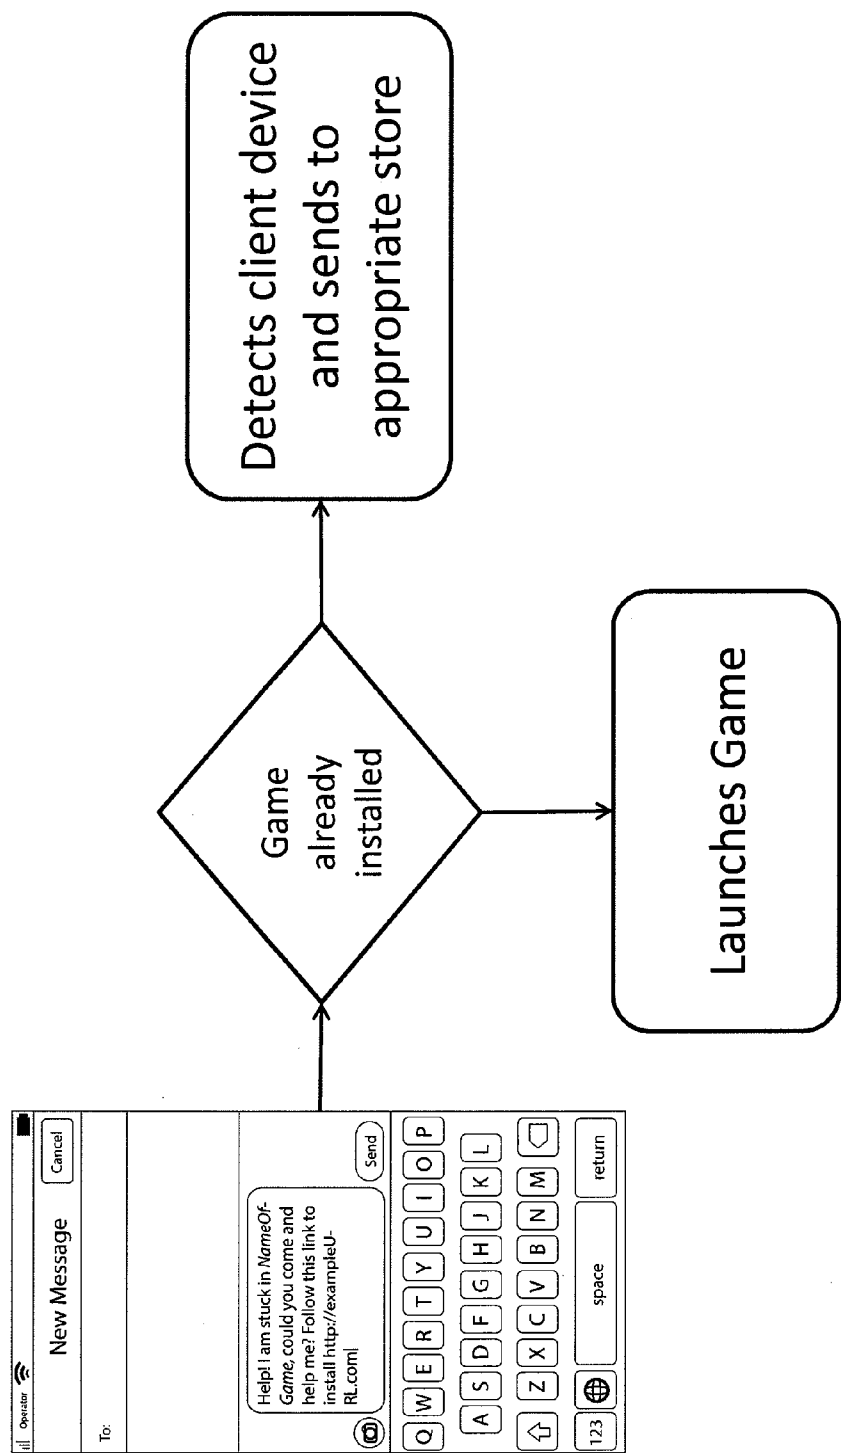 Operator
New Message
Cancel
To:
Help! I am stuck in NameOf-
Game, could you come and
help me? Follow this link to
install http://exampleU-
RL.com
Send
Q W E R T Y U I O P
A S D F G H J K L
Z X C V B N M
123
space
return
Game
already
installed
Detects client device
and sends to
appropriate store
Launches Game